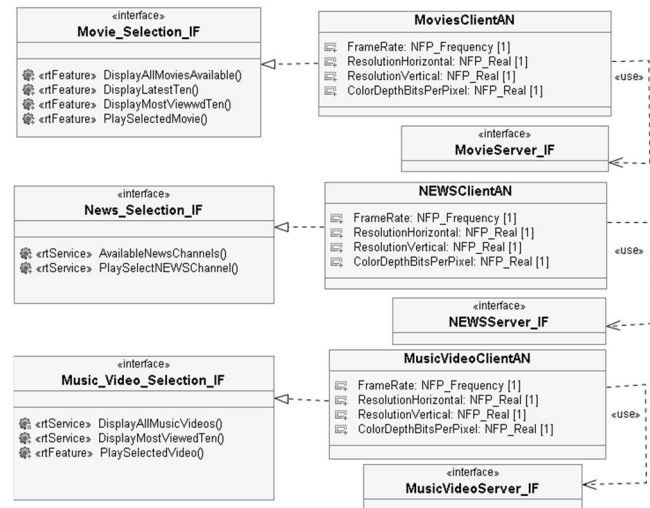 «interface»
Movie_Selection_IF
«rtFeature» DisplayAllMoviesAvailable()
«rtFeature» DisplayLatestTen()
«rtFeature» DisplayMostViewwdTen()
«rtFeature» PlaySelectedMovie()
MoviesClientAN
FrameRate: NFP_Frequency [1]
ResolutionHorizontal: NFP_Real [1]
ResolutionVertical: NFP_Real [1]
ColorDepthBitsPerPixel: NFP_Real [1]
«use»
«interface»
MovieServer_IF
«interface»
News_Selection_IF
«rtService» AvailableNewsChannels()
«rtService» PlaySelectNEWSChannel()
NEWSClientAN
FrameRate: NFP_Frequency [1]
ResolutionHorizontal: NFP_Real [1]
ResolutionVertical: NFP_Real [1]
ColorDepthBitsPerPixel: NFP_Real [1]
«use»
«interface»
NEWSServer_IF
«interface»
Music_Video_Selection_IF
«rtService» DisplayAllMusicVideos()
«rtService» DisplayMostViewedTen()
«rtFeature» PlaySelectedVideo()
MusicVideoClientAN
FrameRate: NFP_Frequency [1]
ResolutionHorizontal: NFP_Real [1]
ResolutionVertical: NFP_Real [1]
ColorDepthBitsPerPixel: NFP_Real [1]
«use»
«interface»
MusicVideoServer_IF